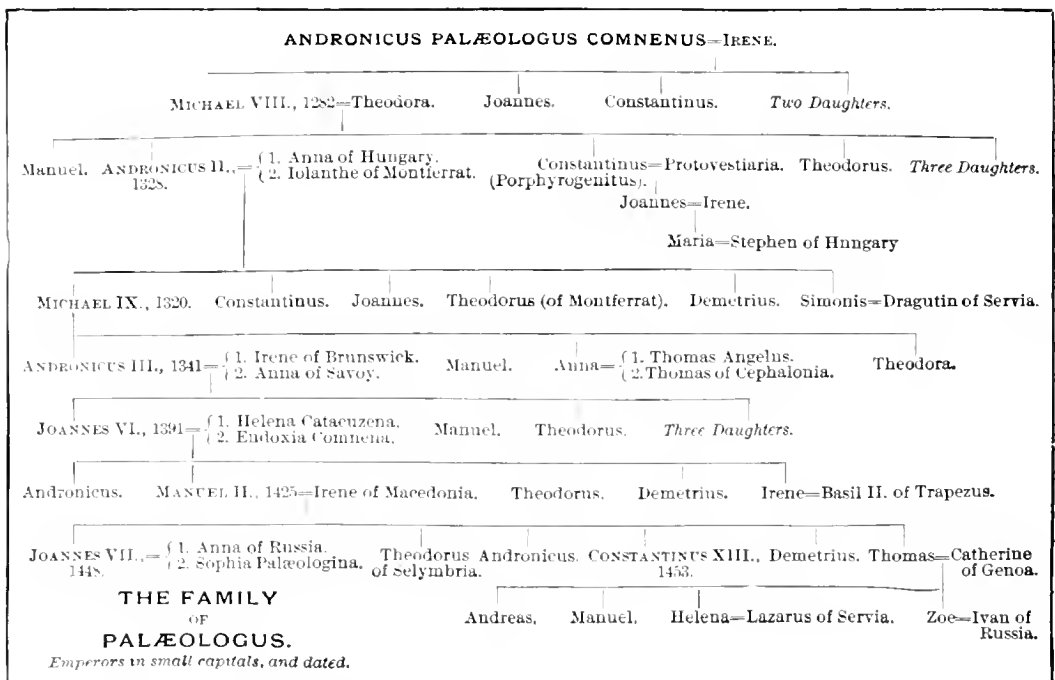 ANDRONICUS PALÆOLOGUS COMNENUS=IRENE.
MICHAEL VIII., 1282=Theodora. Joannes. Constantinus. Two Daughters.
Manuel. ANDRONICUS II.,= { 1. Anna of Hungary. Constantinus=Protovestiaria. Theodorus. Three Daughters.
1328. { 2. Iolanthe of Montferrat. (Porphyrogenitus).
Joannes=Irene.
Maria=Stephen of Hungary
MICHAEL IX., 1320. Constantinus. Joannes. Theodorus (of Montferrat). Demetrius. Simonis=Dragutin of Servia.
ANDRONICUS III., 1341= { 1. Irene of Brunswick. Manuel. Anna= { 1. Thomas Angelus. Theodora.
{ 2. Anna of Savoy. { 2. Thomas of Cephalonia.
JOANNES VI., 1391= { 1. Helena Catacuzena. Manuel. Theodorus. Three Daughters.
{ 2. Eudoxia Comnena.
Andronicus. MANUEL II., 1425=Irene of Macedonia. Theodorus. Demetrius. Irene=Basil II. of Trapezus.
JOANNES VII.,= { 1. Anna of Russia. Theodorus Andronicus. CONSTANTINUS XIII., Demetrius. Thomas=Catherine
1448. { 2. Sophia Palæologina. of Selymbria. 1453. of Genoa.
Andreas. Manuel. Helena=Lazarus of Servia. Zoe=Ivan of
Russia.
THE FAMILY
OF
PALÆOLOGUS.
Emperors in small capitals, and dated.